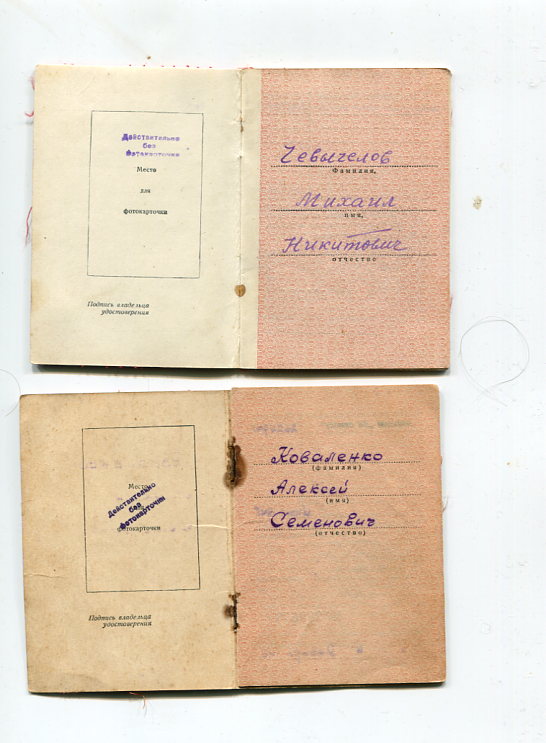 Действительно
без
фотокарточки
Место
для
фотокарточки
Подпись владельца
удостоверения
Чевычелов
Фамилия,
Михаил
имя,
Никитович
отчество
Место
Действительно
без
фотокарточки
фотокарточки
Подпись владельца
удостоверения
Коваленко
(фамилия)
Алексей
(имя)
Семенович
(отчество)